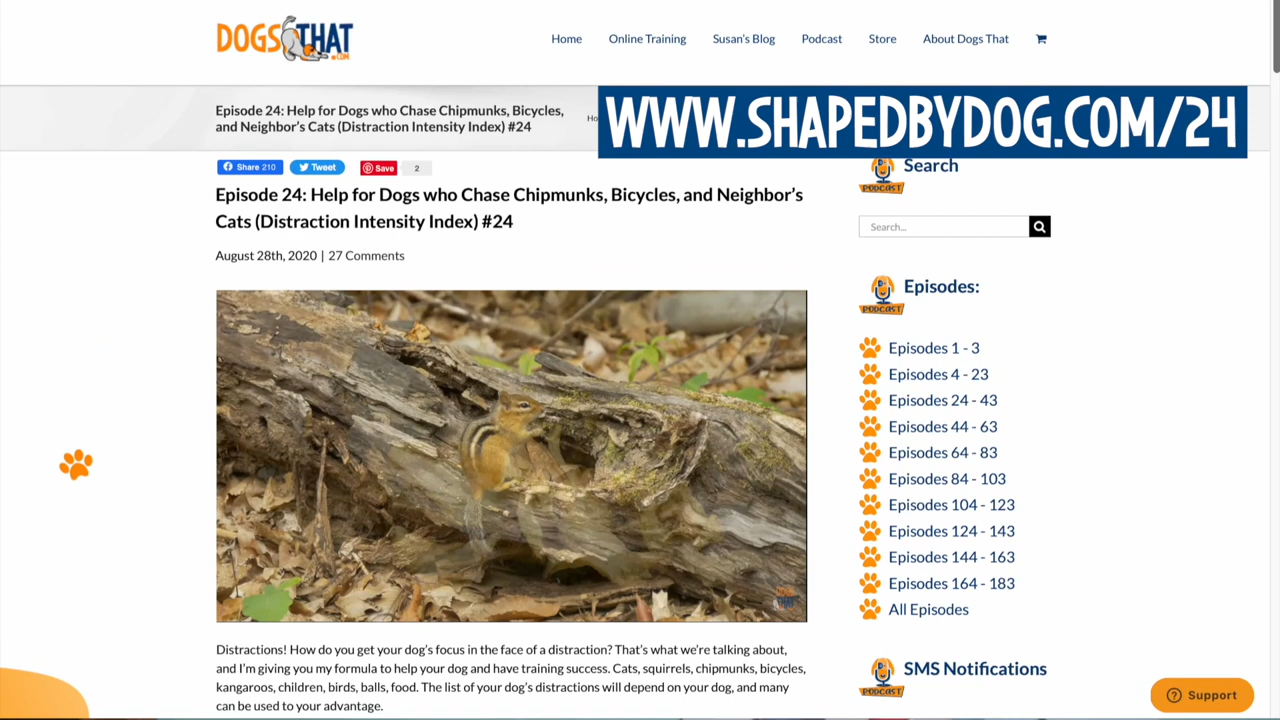 DOGSTHAT
.COM
Home
Online Training
Susan's Blog
Podcast
Store
About Dogs That
Episode 24: Help for Dogs who Chase Chipmunks, Bicycles,
and Neighbor's Cats (Distraction Intensity Index) #24
Ho
WWW.SHAPEDBYDOG.COM/24
Share 210
Tweet
Save
2
Episode 24: Help for Dogs who Chase Chipmunks, Bicycles, and Neighbor's
Cats (Distraction Intensity Index) #24
August 28th, 2020 | 27 Comments
DOGS
THAT
Distractions! How do you get your dog's focus in the face of a distraction? That's what we're talking about,
and I'm giving you my formula to help your dog and have training success. Cats, squirrels, chipmunks, bicycles,
kangaroos, children, birds, balls, food. The list of your dog's distractions will depend on your dog, and many
can be used to your advantage.
PODCAST
Search
Search...
PODCAST
Episodes:
Episodes 1 - 3
Episodes 4 - 23
Episodes 24 - 43
Episodes 44 - 63
Episodes 64 - 83
Episodes 84 - 103
Episodes 104 - 123
Episodes 124 - 143
Episodes 144 - 163
Episodes 164 - 183
All Episodes
PODCAST
SMS Notifications
Support